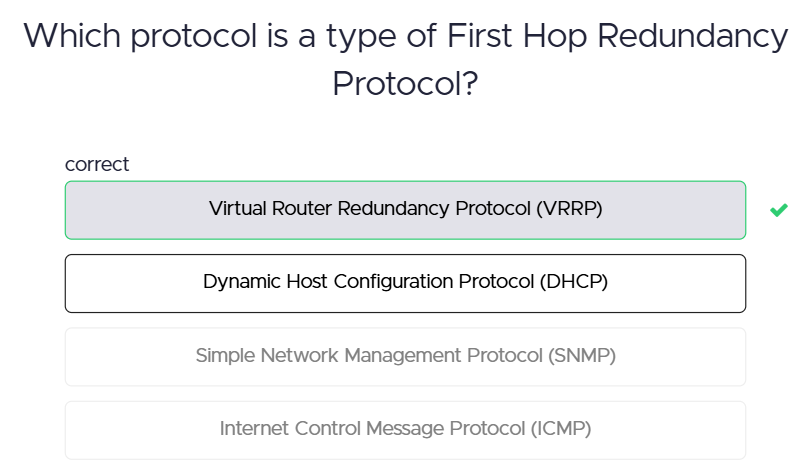 Which protocol is a type of First Hop Redundancy
Protocol?
correct
Virtual Router Redundancy Protocol (VRRP)
Dynamic Host Configuration Protocol (DHCP)
Simple Network Management Protocol (SNMP)
Internet Control Message Protocol (ICMP)